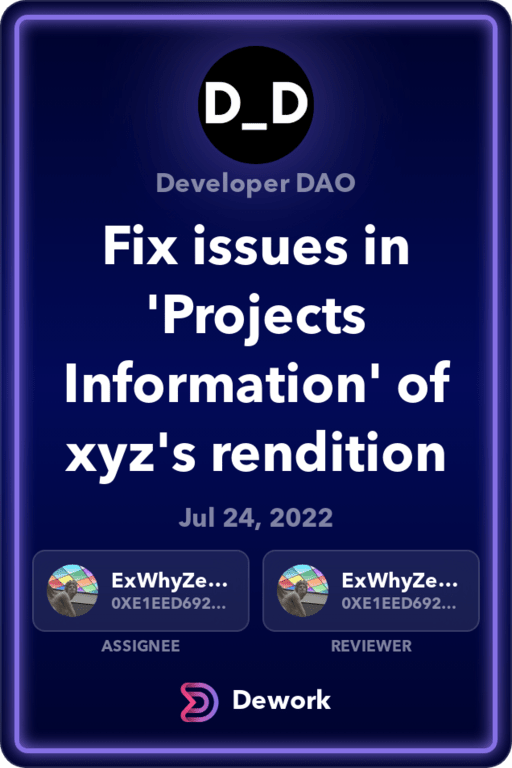 D_D
Developer DAO
Fix issues in
'Projects
Information' of
xyz's rendition
Jul 24, 2022
ExWhyZe...
0XE1EED692...
ASSIGNEE
ExWhyZe...
0XE1EED692...
REVIEWER
Dework